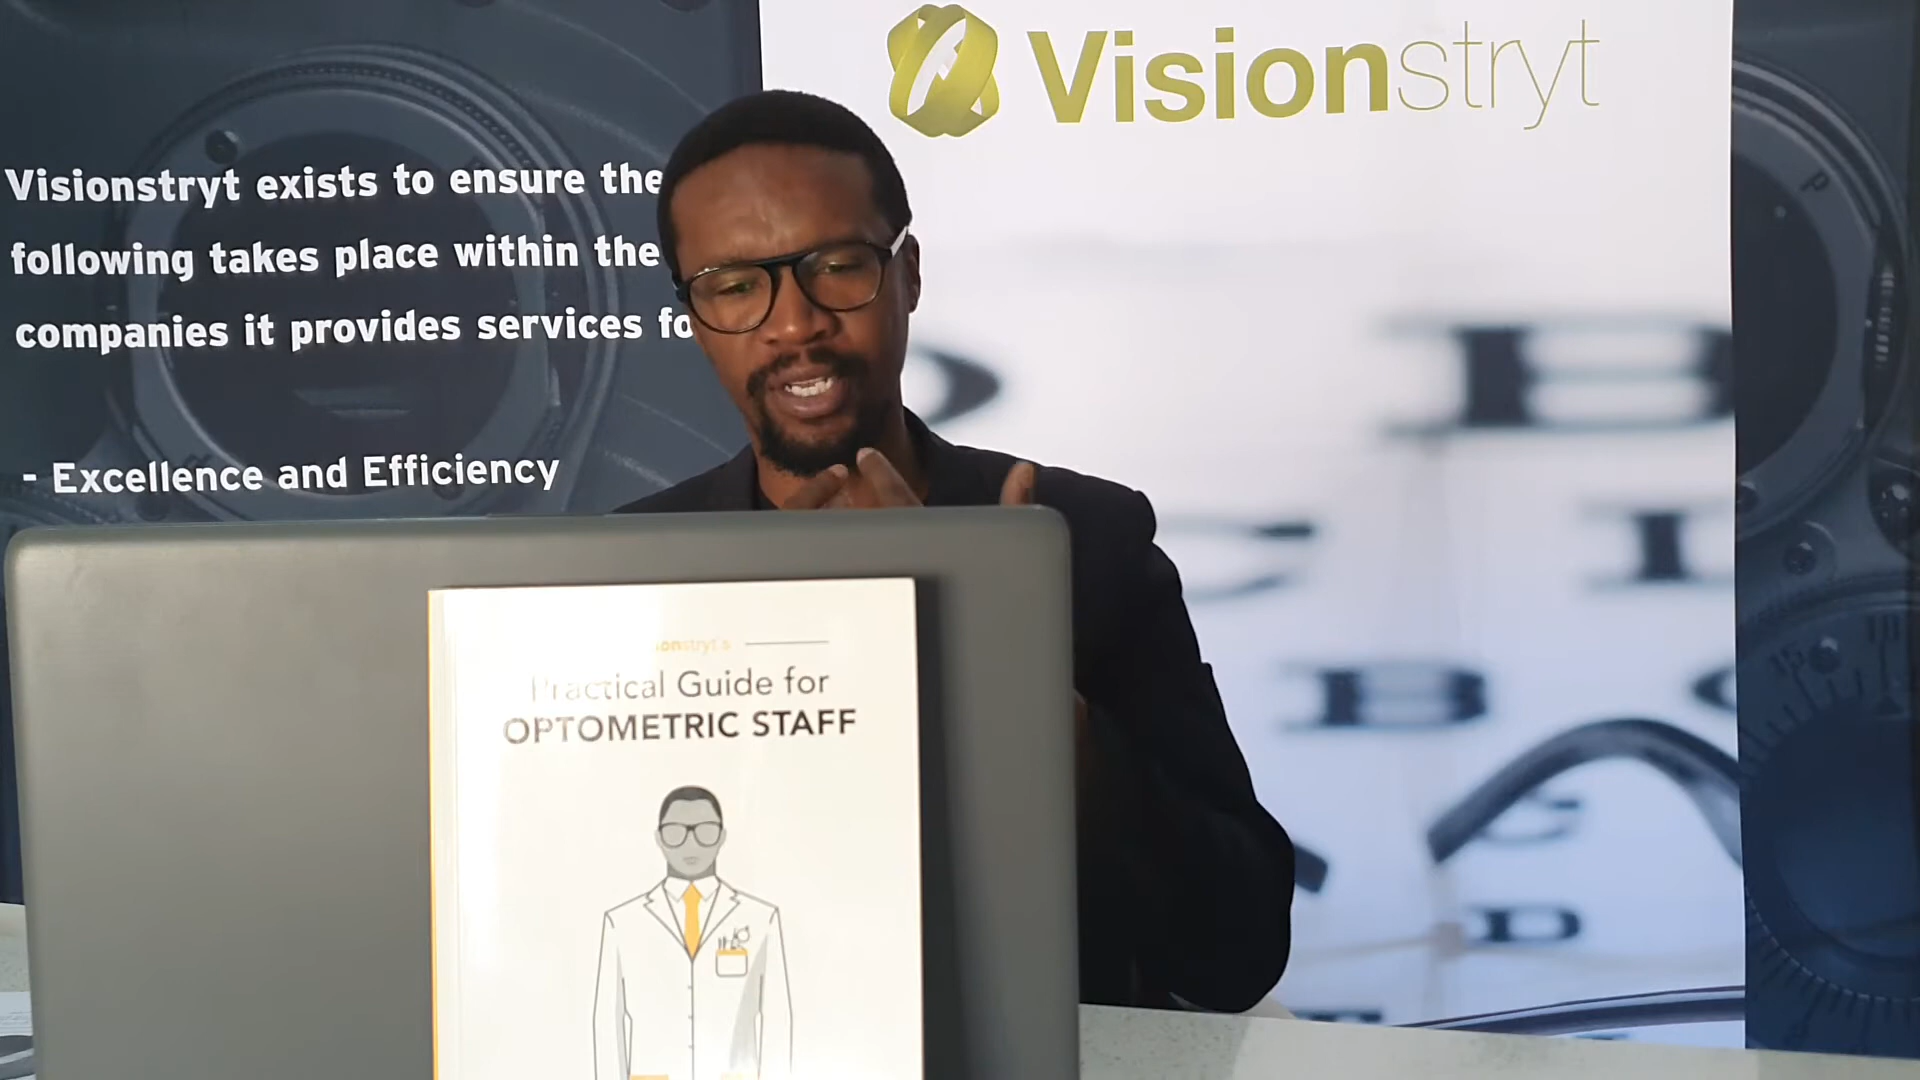 Visionstryt
Visionstryt exists to ensure the
following takes place within the
companies it provides services fo
- Excellence and Efficiency
ionstryt's
Practical Guide for
OPTOMETRIC STAFF
B
B
D